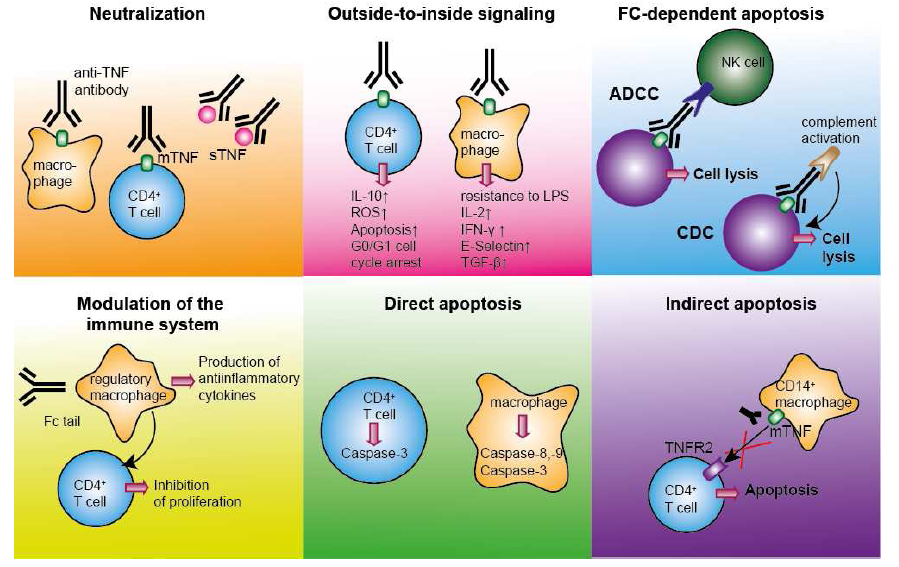 Neutralization
anti-TNF
antibody
macro-
phage
mTNF
sTNF
CD4+
T cell
Outside-to-inside signaling
CD4+
T cell
macro-
phage
IL-10↑
ROS↑
Apoptosis↑
G0/G1 cell
cycle arrest
resistance to LPS
IL-2↑
IFN-γ ↑
E-Selectin↑
TGF-β↑
FC-dependent apoptosis
NK cell
ADCC
Cell lysis
complement
activation
CDC
Cell
lysis
Modulation of the
immune system
regulatory
macrophage
Production of
antiinflammatory
cytokines
Fc tail
CD4+
T cell
Inhibition
of proliferation
Direct apoptosis
CD4+
T cell
Caspase-3
macrophage
Caspase-8,-9
Caspase-3
Indirect apoptosis
CD14+
macrophage
mTNF
TNFR2
CD4+
T cell
Apoptosis